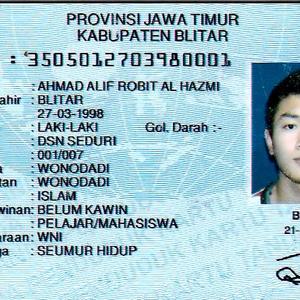 PROVINSI JAWA TIMUR
KABUPATEN BLITAR
: 3505012703980001
: AHMAD ALIF ROBIT AL HAZMI
ahir : BLITAR
27-03-1998
: LAKI-LAKI Gol. Darah :-
: DSN SEDURI
: 001/007
a : WONODADI
tan : WONODADI
: ISLAM
winan: BELUM KAWIN
: PELAJAR/MAHASISWA
araan: WNI
ga : SEUMUR HIDUP
B
21-